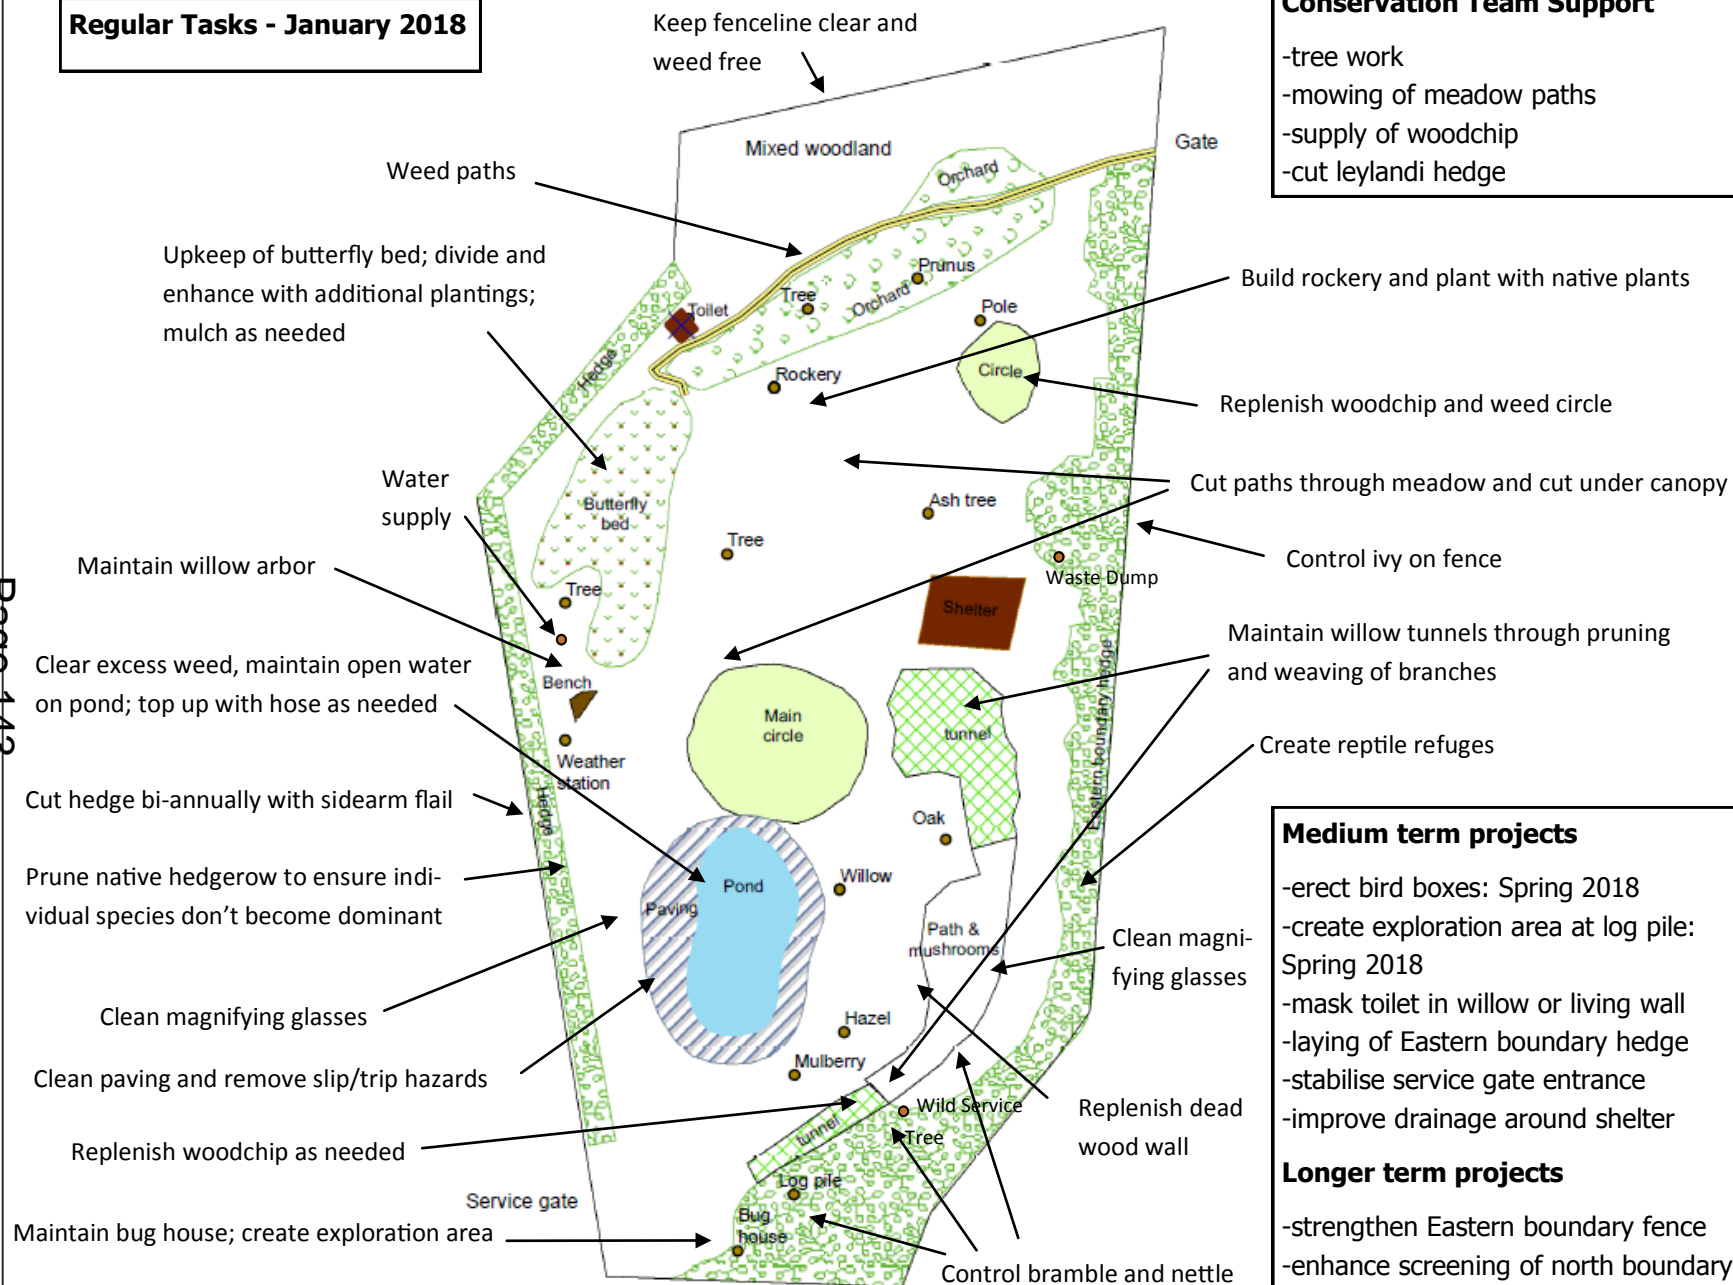 Regular Tasks - January 2018
Keep fenceline clear and
weed free
Conservation Team Support
-tree work
-mowing of meadow paths
-supply of woodchip
-cut leylandi hedge
Gate
Mixed woodland
Orchard
Weed paths
Upkeep of butterfly bed; divide and
enhance with additional plantings;
mulch as needed
Prunus
Tree
Orchard
Toilet
Pole
Build rockery and plant with native plants
Hedge
Rockery
Circle
Replenish woodchip and weed circle
Water
supply
Butterfly
bed
Ash tree
Cut paths through meadow and cut under canopy
Tree
Control ivy on fence
Waste Dump
Maintain willow arbor
Tree
Shelter
Maintain willow tunnels through pruning
and weaving of branches
Clear excess weed, maintain open water
on pond; top up with hose as needed
Bench
Main
circle
tunnel
Eastern boundary hedge
Create reptile refuges
Weather
station
Cut hedge bi-annually with sidearm flail
Hedge
Oak
Prune native hedgerow to ensure indi-
vidual species don't become dominant
Pond
Paving
Willow
Path &
mushrooms
Clean magni-
fying glasses
Clean magnifying glasses
Hazel
Mulberry
Clean paving and remove slip/trip hazards
Wild Service
Tree
Replenish dead
wood wall
tunnel
Replenish woodchip as needed
Log pile
Service gate
Bug
house
Maintain bug house; create exploration area
Control bramble and nettle
Medium term projects
-erect bird boxes: Spring 2018
-create exploration area at log pile:
Spring 2018
-mask toilet in willow or living wall
-laying of Eastern boundary hedge
-stabilise service gate entrance
-improve drainage around shelter
Longer term projects
-strengthen Eastern boundary fence
-enhance screening of north boundary
Page 143